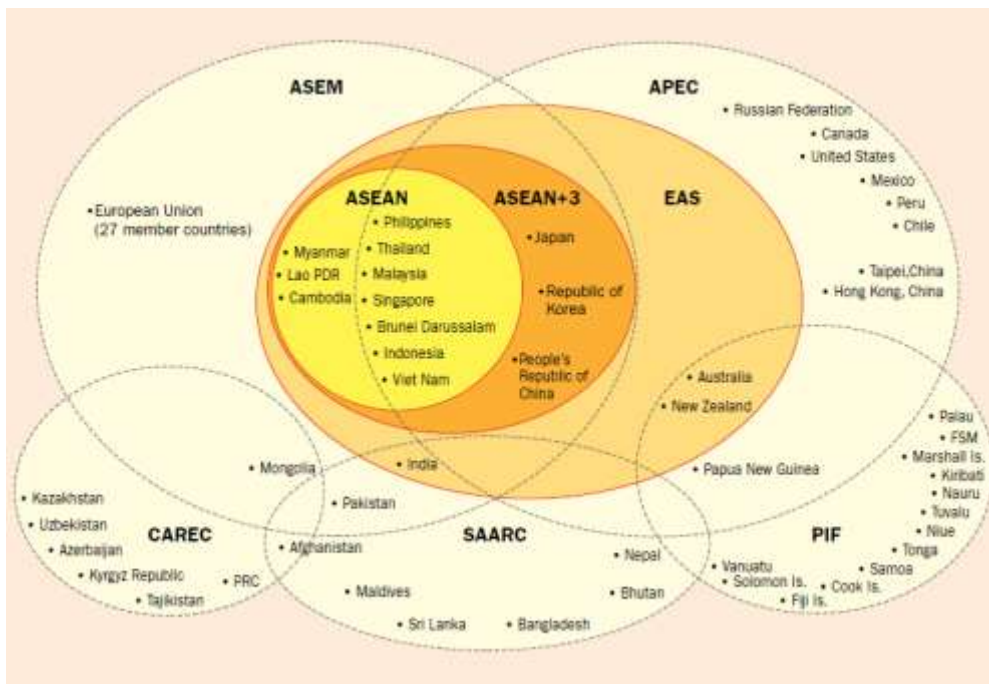 ASEM
APEC
• Russian Federation
• Canada
• United States
• Mexico
• Peru
• Chile
• Taipei,China
• Hong Kong, China
•European Union
(27 member countries)
ASEAN
• Philippines
• Thailand
• Malaysia
• Singapore
• Brunei Darussalam
• Indonesia
• Viet Nam
• Myanmar
• Lao PDR
• Cambodia
ASEAN+3
•Japan
•Republic of
Korea
•People's
Republic of
China
EAS
• Australia
• New Zealand
• Papua New Guinea
• India
• Mongolia
• Pakistan
• Afghanistan
CAREC
• Kazakhstan
• Uzbekistan
• Azerbaijan
• Kyrgyz Republic
• Tajikistan
• PRC
SAARC
• Nepal
• Bhutan
• Maldives
• Sri Lanka
• Bangladesh
PIF
• Palau
• FSM
• Marshall Is.
• Kiribati
• Nauru
• Tuvalu
• Niue
• Tonga
• Samoa
• Cook Is.
• Fiji Is.
• Solomon Is.
• Vanuatu